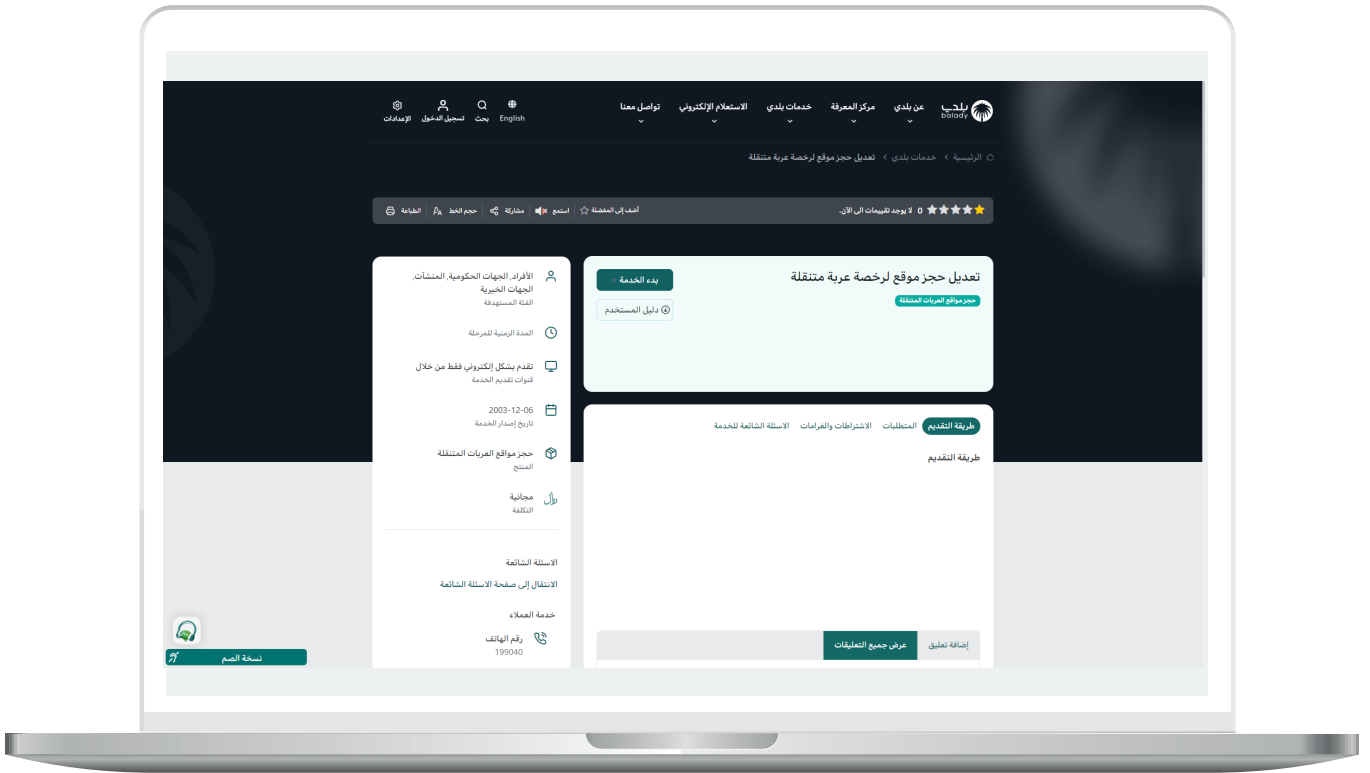 بلدي
balady
عن بلدي
مركز المعرفة
خدمات بلدي
الاستعلام الإلكتروني
تواصل معنا
English
بحث
تسجيل الدخول
الإعدادات
الرئيسية > خدمات بلدي > تعديل حجز موقع لرخصة عربة متنقلة
0 لا يوجد تقييمات الى الآن.
أضف إلى المفضلة
استمع
مشاركة
حجم الخط
الطباعة
تعديل حجز موقع لرخصة عربة متنقلة
حجز مواقع العربات المتنقلة
بدء الخدمة
دليل المستخدم
طريقة التقديم
المتطلبات
الاشتراطات والغرامات
الاسئلة الشائعة للخدمة
طريقة التقديم
إضافة تعليق
عرض جميع التعليقات
الأفراد, الجهات الحكومية, المنشآت,
الجهات الخيرية
الفئة المستهدفة
المدة الزمنية للمرحلة
تقدم بشكل إلكتروني فقط من خلال
قنوات تقديم الخدمة
2003-12-06
تاريخ إصدار الخدمة
حجز مواقع العربات المتنقلة
المنتج
مجانية
التكلفة
الاسئلة الشائعة
الانتقال إلى صفحة الاسئلة الشائعة
خدمة العملاء
رقم الهاتف
199040
نسخة الصم